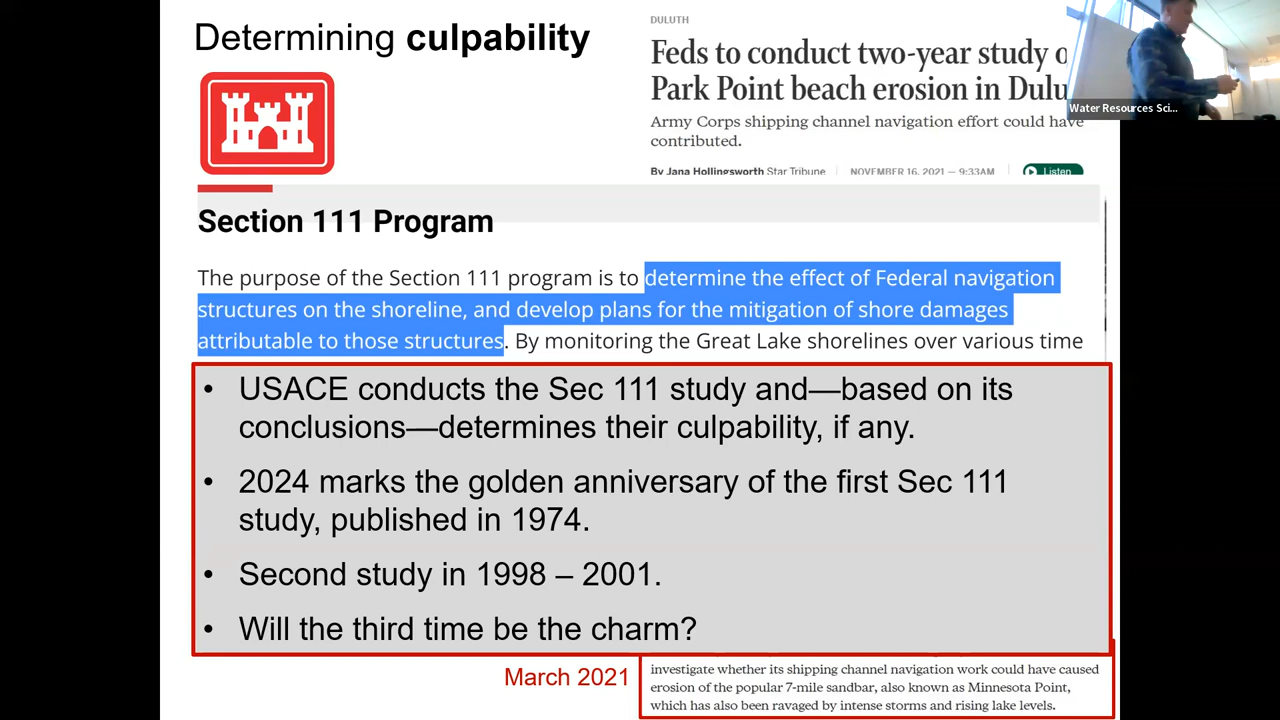 Determining culpability
DULUTH
Feds to conduct two-year study
Park Point beach erosion in Dulu
Army Corps shipping channel navigation effort could have
contributed.
By Jana Hollingsworth Star Tribune
NOVEMBER 16, 2021 — 9:33AM
Listen
Water Resources Sci...
Section 111 Program
The purpose of the Section 111 program is to determine the effect of Federal navigation
structures on the shoreline, and develop plans for the mitigation of shore damages
attributable to those structures. By monitoring the Great Lake shorelines over various time
• USACE conducts the Sec 111 study and—based on its
conclusions—determines their culpability, if any.
• 2024 marks the golden anniversary of the first Sec 111
study, published in 1974.
• Second study in 1998 – 2001.
• Will the third time be the charm?
March 2021
investigate whether its shipping channel navigation work could have caused
erosion of the popular 7-mile sandbar, also known as Minnesota Point,
which has also been ravaged by intense storms and rising lake levels.